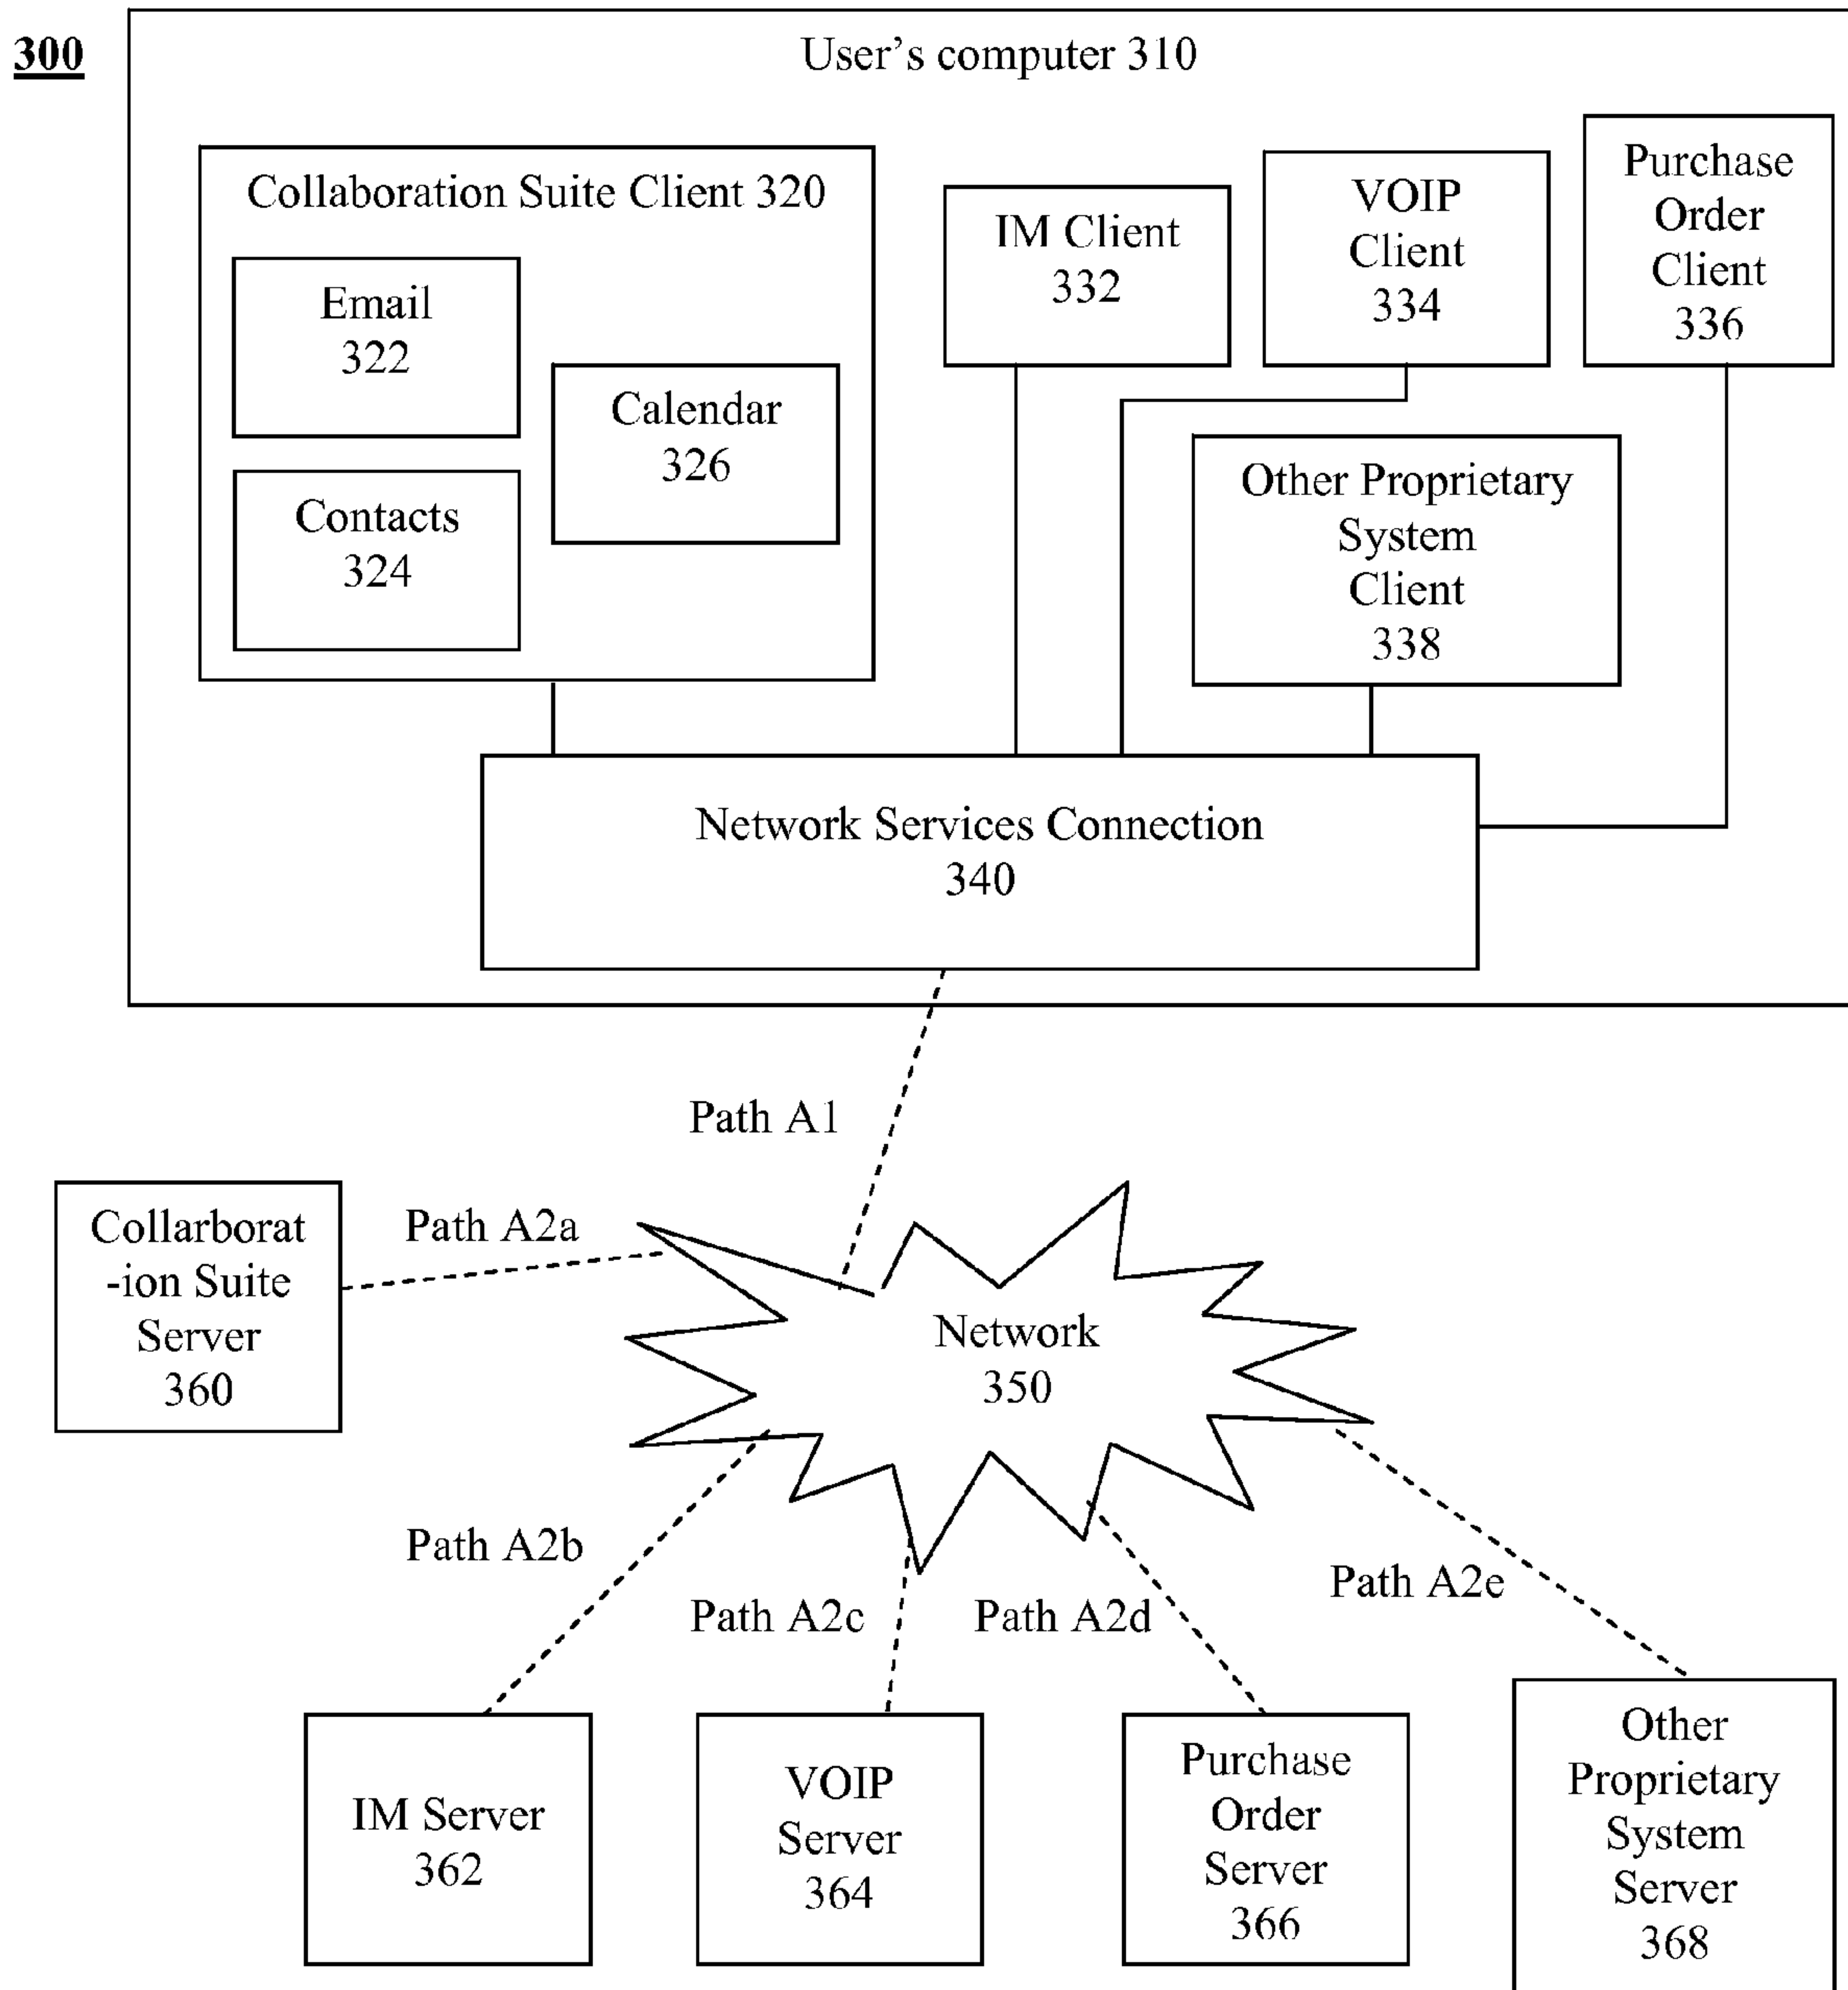 300
User's computer 310
Collaboration Suite Client 320
Email
322
Contacts
324
Calendar
326
IM Client
332
VOIP
Client
334
Purchase
Order
Client
336
Other Proprietary
System
Client
338
Network Services Connection
340
Path A1
Collarborat
-ion Suite
Server
360
Path A2a
Network
350
Path A2b
Path A2c
Path A2d
Path A2e
IM Server
362
VOIP
Server
364
Purchase
Order
Server
366
Other
Proprietary
System
Server
368